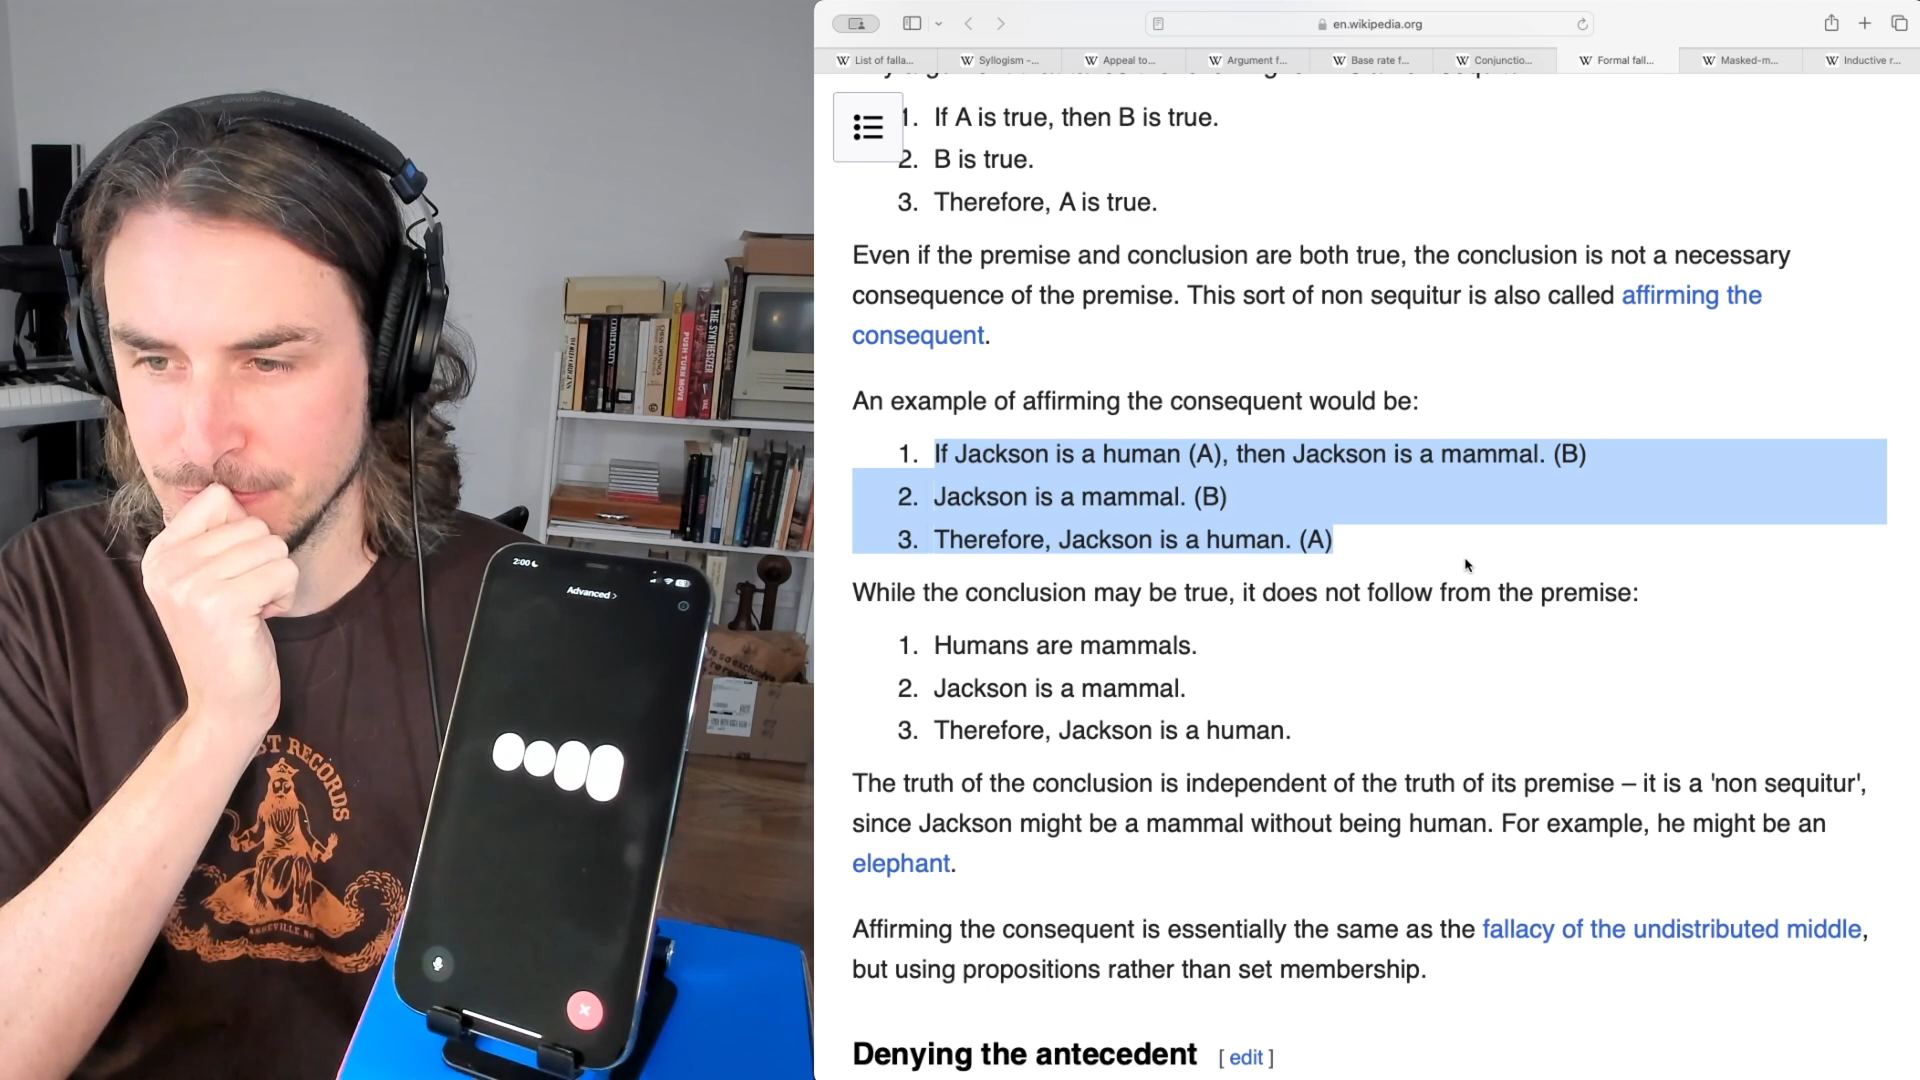 en.wikipedia.org
List of falla...
Syllogism -...
Appeal to...
Argument f...
Base rate f...
Conjunctio...
Formal fall...
Masked-m...
Inductive r...
1. If A is true, then B is true.
2. B is true.
3. Therefore, A is true.
Even if the premise and conclusion are both true, the conclusion is not a necessary
consequence of the premise. This sort of non sequitur is also called affirming the
consequent.
An example of affirming the consequent would be:
1. If Jackson is a human (A), then Jackson is a mammal. (B)
2. Jackson is a mammal. (B)
3. Therefore, Jackson is a human. (A)
While the conclusion may be true, it does not follow from the premise:
1. Humans are mammals.
2. Jackson is a mammal.
3. Therefore, Jackson is a human.
The truth of the conclusion is independent of the truth of its premise – it is a 'non sequitur',
since Jackson might be a mammal without being human. For example, he might be an
elephant.
Affirming the consequent is essentially the same as the fallacy of the undistributed middle,
but using propositions rather than set membership.
Denying the antecedent [ edit ]
2:00
Advanced >
ST RECORDS
ASHEVILLE, NC
COMPLEXITY
PUSH TURN MOVE
THE SYNTHESIZER